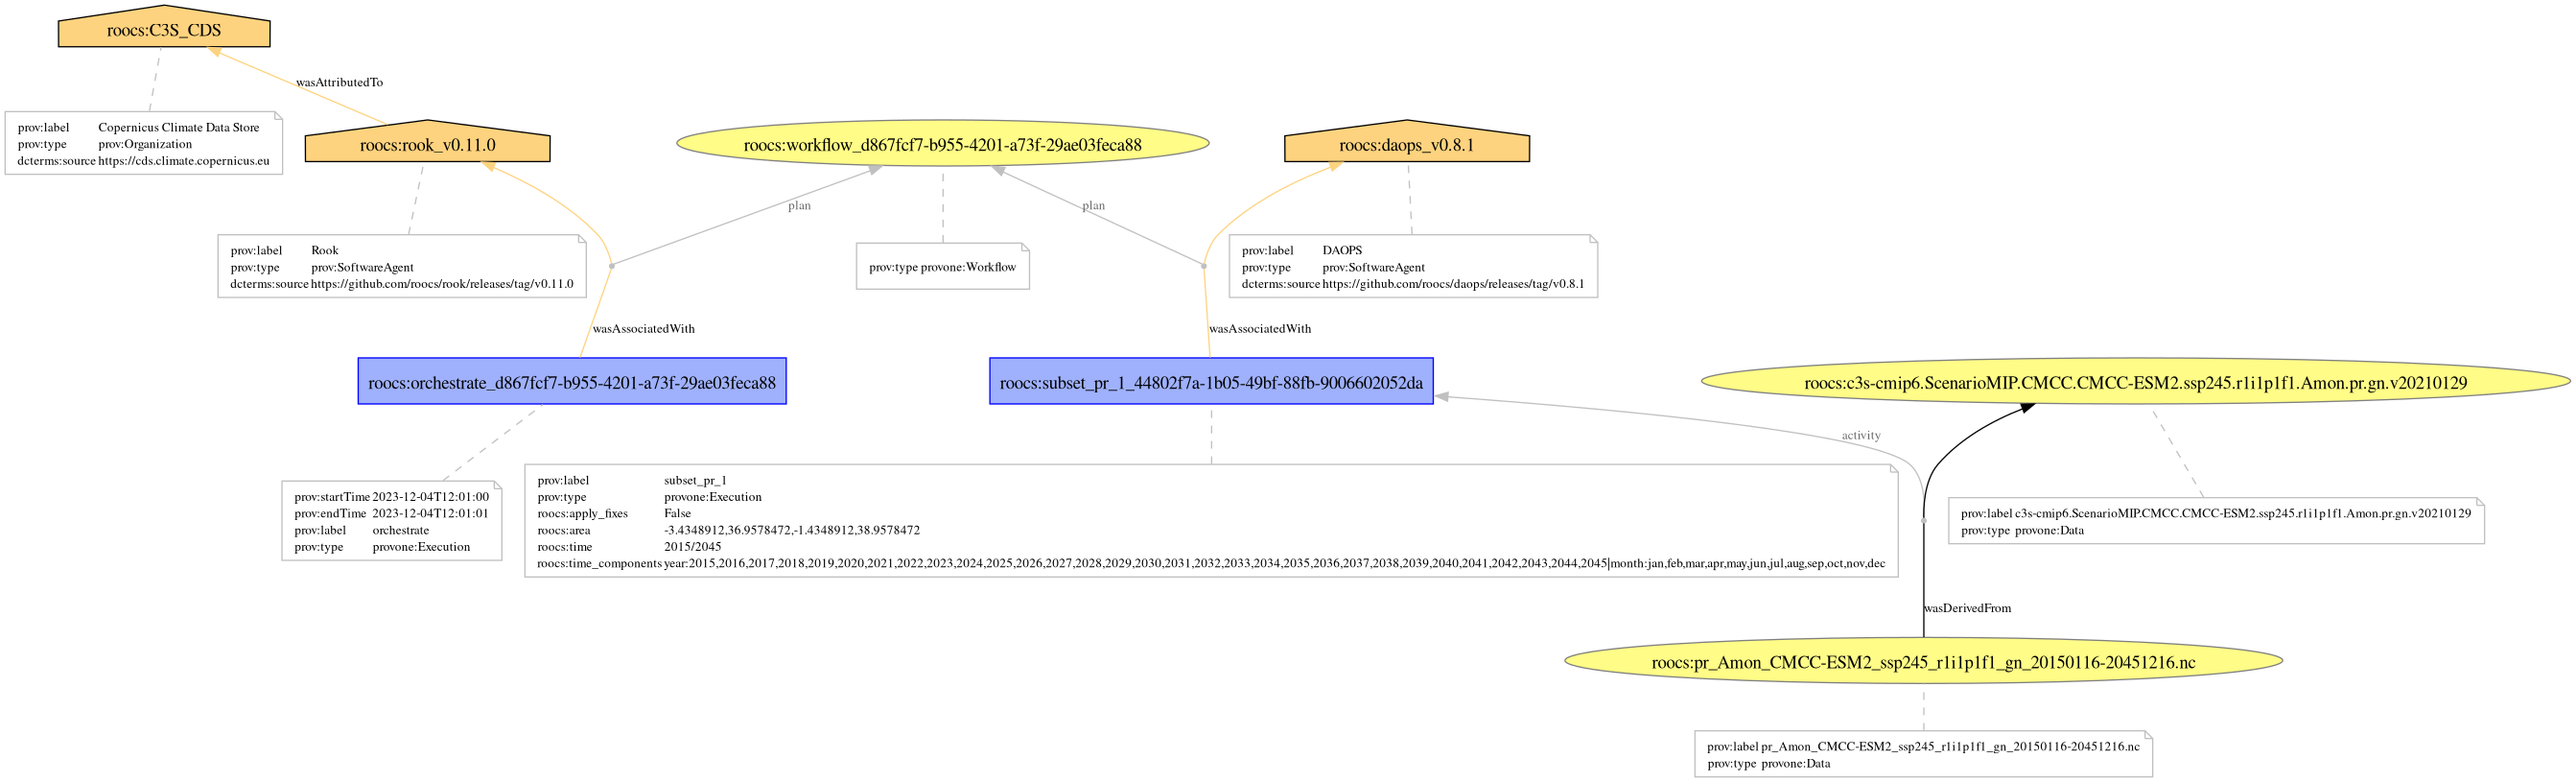 roocs:C3S_CDS
wasAttributedTo
prov:label Copernicus Climate Data Store
prov:type prov:Organization
dcterms:source https://cds.climate.copernicus.eu
roocs:rook_v0.11.0
roocs:workflow_d867fcf7-b955-4201-a73f-29ae03feca88
roocs:daops_v0.8.1
plan
plan
prov:label Rook
prov:type prov:SoftwareAgent
dcterms:source https://github.com/roocs/rook/releases/tag/v0.11.0
prov:type provone:Workflow
prov:label DAOPS
prov:type prov:SoftwareAgent
dcterms:source https://github.com/roocs/daops/releases/tag/v0.8.1
wasAssociatedWith
wasAssociatedWith
roocs:orchestrate_d867fcf7-b955-4201-a73f-29ae03feca88
roocs:subset_pr_1_44802f7a-1b05-49bf-88fb-9006602052da
roocs:c3s-cmip6.ScenarioMIP.CMCC.CMCC-ESM2.ssp245.r1i1p1f1.Amon.pr.gn.v20210129
activity
prov:startTime 2023-12-04T12:01:00
prov:endTime 2023-12-04T12:01:01
prov:label orchestrate
prov:type provone:Execution
prov:label subset_pr_1
prov:type provone:Execution
roocs:apply_fixes False
roocs:area -3.4348912,36.9578472,-1.4348912,38.9578472
roocs:time 2015/2045
roocs:time_components year:2015,2016,2017,2018,2019,2020,2021,2022,2023,2024,2025,2026,2027,2028,2029,2030,2031,2032,2033,2034,2035,2036,2037,2038,2039,2040,2041,2042,2043,2044,2045|month:jan,feb,mar,apr,may,jun,jul,aug,sep,oct,nov,dec
prov:label c3s-cmip6.ScenarioMIP.CMCC.CMCC-ESM2.ssp245.r1i1p1f1.Amon.pr.gn.v20210129
prov:type provone:Data
wasDerivedFrom
roocs:pr_Amon_CMCC-ESM2_ssp245_r1i1p1f1_gn_20150116-20451216.nc
prov:label pr_Amon_CMCC-ESM2_ssp245_r1i1p1f1_gn_20150116-20451216.nc
prov:type provone:Data